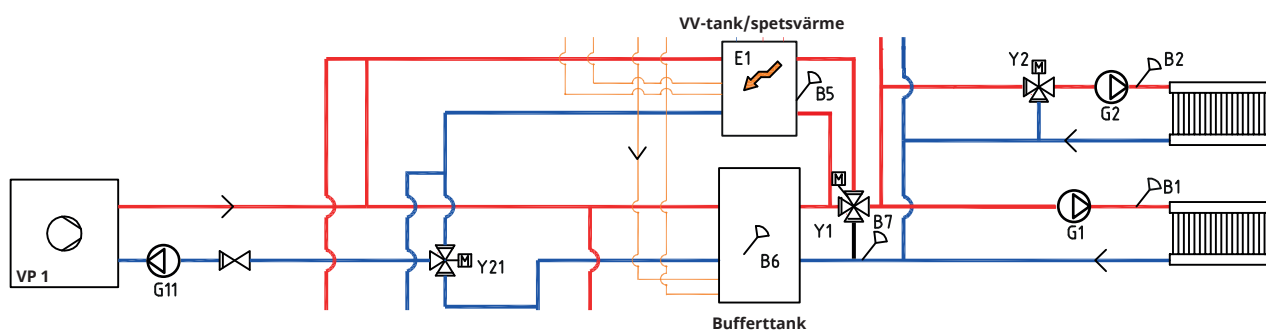 VV-tank/spetsvärme
E1
B5
Y2
M
G2
B2
M
Y1
B7
G1
B1
VP 1
G11
M
Y21
B6
Bufferttank